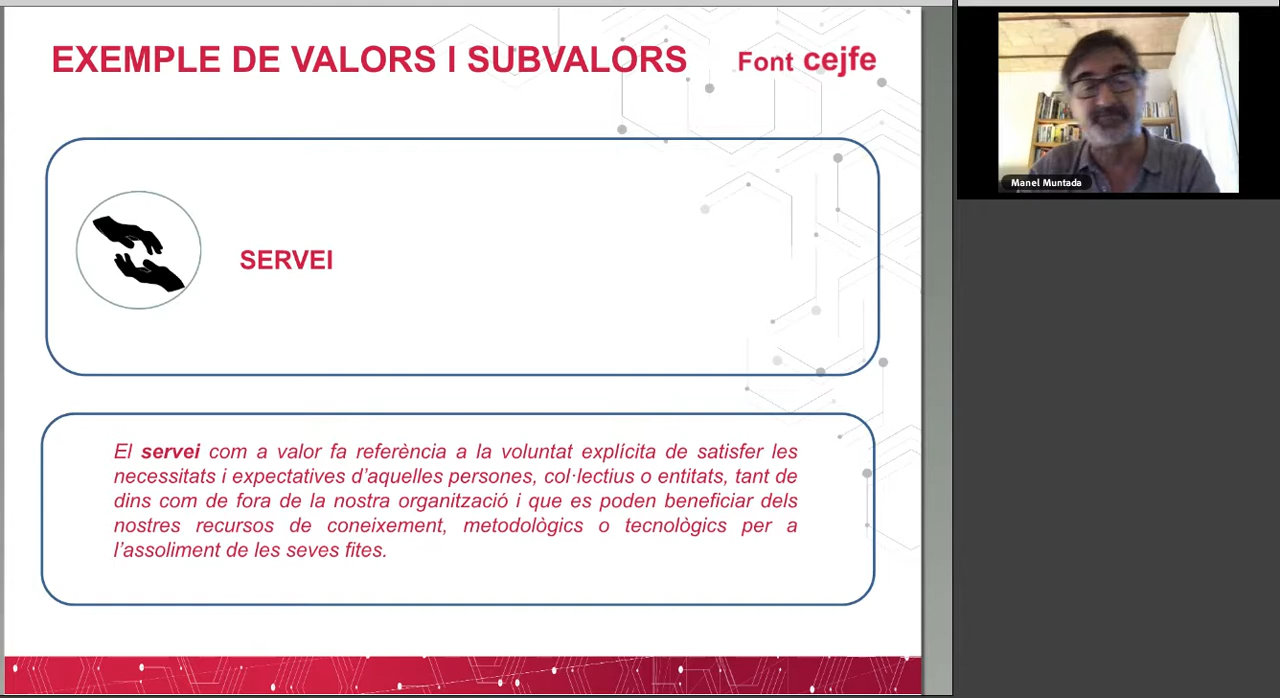 EXEMPLE DE VALORS I SUBVALORS
Font cejfe
Manel Muntada
SERVEI
El servei com a valor fa referència a la voluntat explícita de satisfer les
necessitats i expectatives d’aquelles persones, col·lectius o entitats, tant de
dins com de fora de la nostra organització i que es poden beneficiar dels
nostres recursos de coneixement, metodològics o tecnològics per a
l’assoliment de les seves fites.